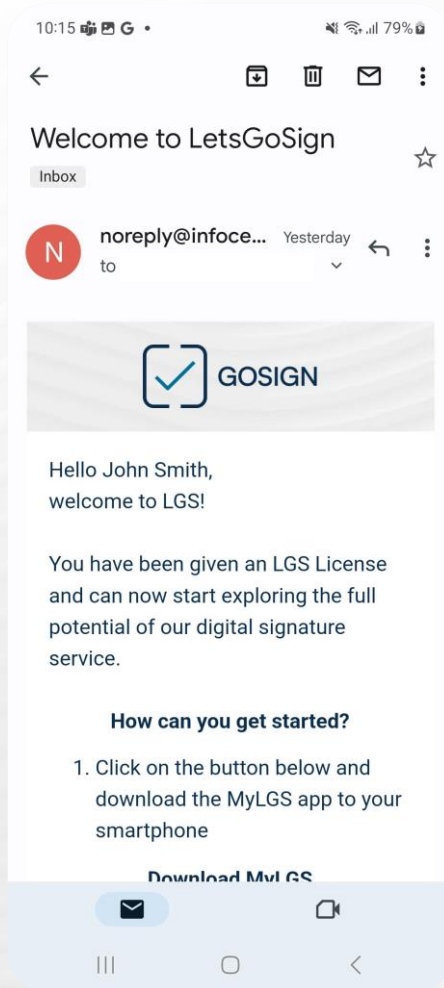 10:15 G •
79%
Welcome to LetsGoSign
Inbox
N
noreply@infoce... Yesterday
to
GOSIGN
Hello John Smith,
welcome to LGS!
You have been given an LGS License
and can now start exploring the full
potential of our digital signature
service.
How can you get started?
1. Click on the button below and
download the MyLGS app to your
smartphone
Download MyLGS